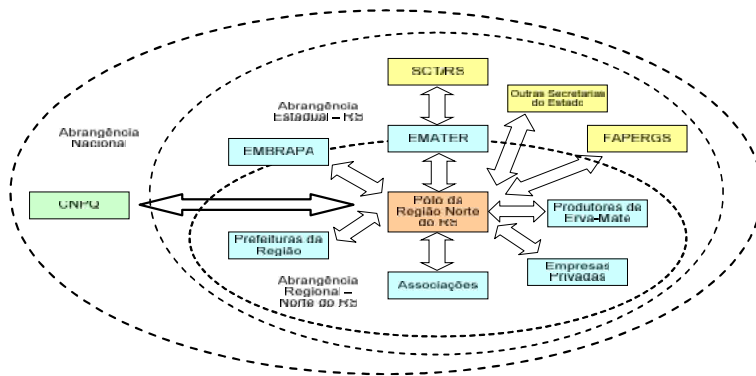 SCT/RS
Outras Secretarias
do Estado
Abrangência
Estadual – RS
Abrangência
Nacional
EMATER
FAPERGS
EMBRAPA
CNPQ
Pólo da
Região Norte
do RS
Produtores de
Erva-Mate
Prefeituras da
Região
Empresas
Privadas
Abrangência
Regional –
Norte do RS
Associações